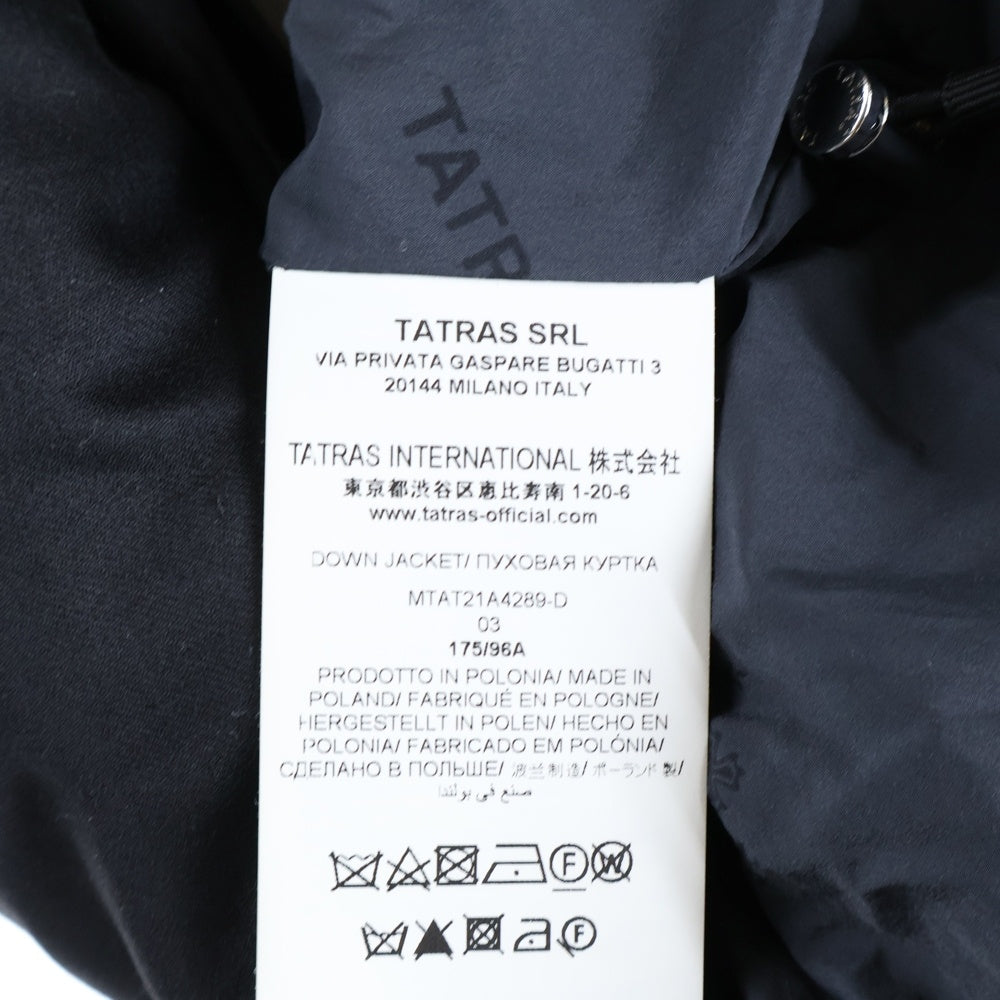 TATR
TATRAS SRL
VIA PRIVATA GASPARE BUGATTI 3
20144 MILANO ITALY
TATRAS INTERNATIONAL 株式会社
東京都渋谷区恵比寿南 1-20-6
www.tatras-official.com
DOWN JACKET/ ПУХОВАЯ КУРТКА
MTAT21A4289-D
03
175/96A
PRODOTTO IN POLONIA/ MADE IN
POLAND/ FABRIQUÉ EN POLOGNE/
HERGESTELLT IN POLEN/ HECHO EN
POLONIA/ FABRICADO EM POLÓNIA/
СДЕЛАНО В ПОЛЬШЕ/ 波兰制造/ ポーランド製/
صنع في بولندا
F W
F